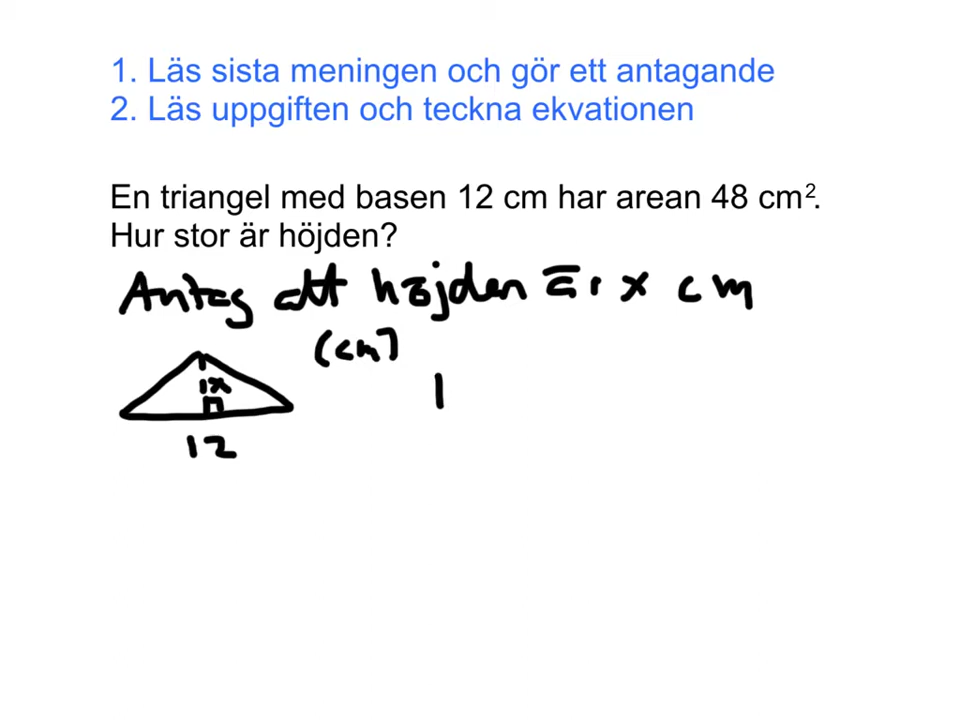 1. Läs sista meningen och gör ett antagande
2. Läs uppgiften och teckna ekvationen
En triangel med basen 12 cm har arean 48 cm².
Hur stor är höjden?
Antag att höjden är x cm
(cm)
x
1
12